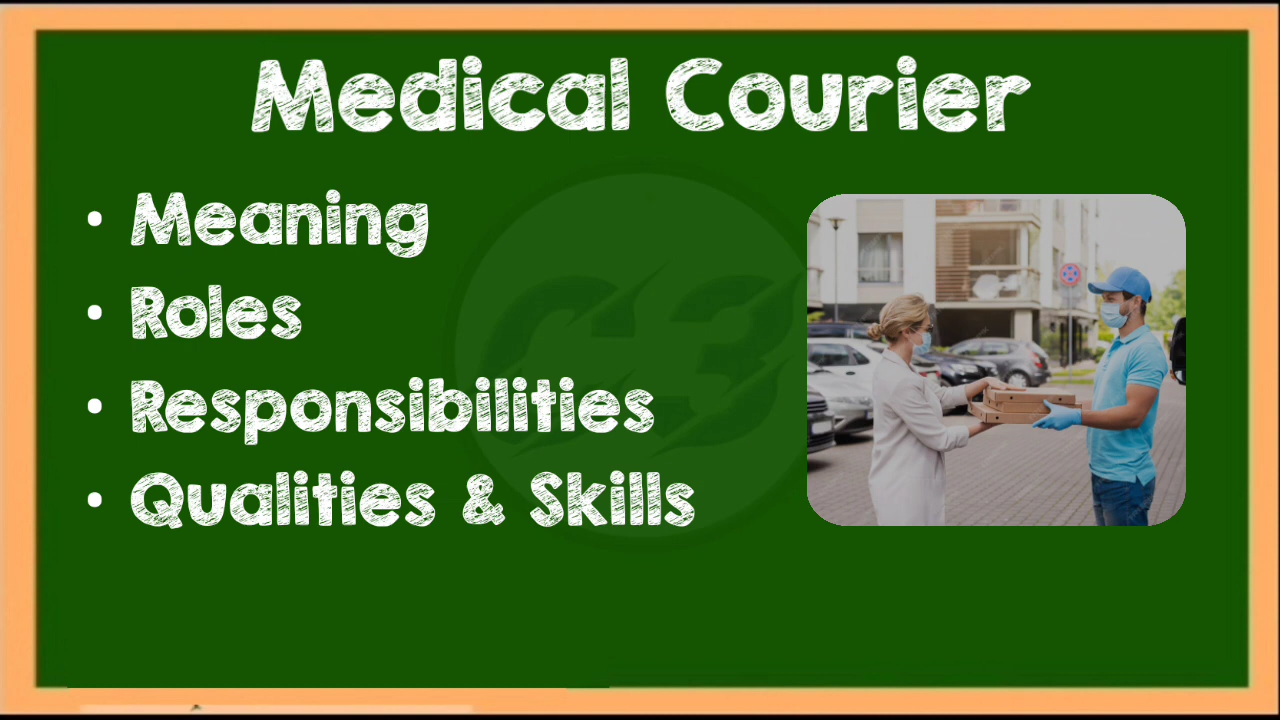 Medical Courier
• Meaning
• Roles
• Responsibilities
• Qualities & Skills